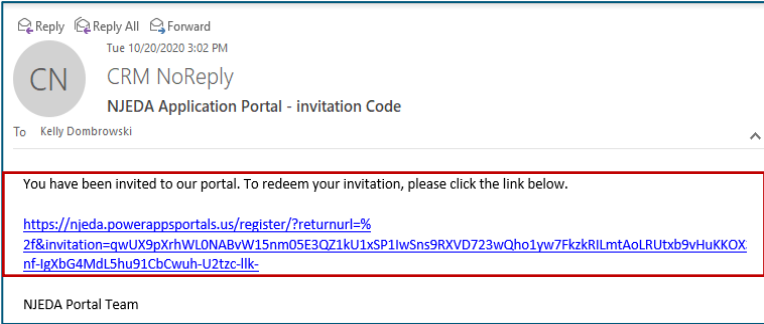 Reply Reply All Forward
Tue 10/20/2020 3:02 PM
CN
CRM NoReply
NJEDA Application Portal - invitation Code
To Kelly Dombrowski
You have been invited to our portal. To redeem your invitation, please click the link below.
https://njeda.powerappsportals.us/register/?returnurl=%
2f&invitation=qwUX9pXrhWL0NABvW15nm05E3QZ1kU1xSP1IwSns9RXVD723wQho1yw7FkzkRILmtAoLRUtxb9vHuKKOX
nf-IgXbG4MdL5hu91CbCwuh-U2tzc-llk-
NJEDA Portal Team